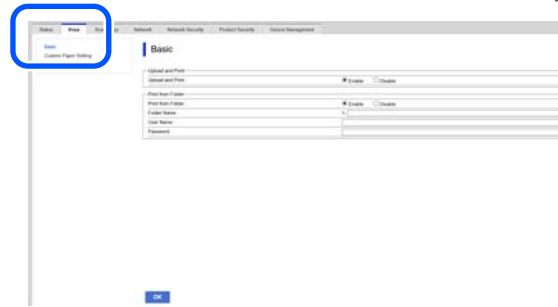 Status Print Network Network Security Product Security Device Management
Basic
Custom Paper Setting
Basic
Upload and Print
Upload and Print Enable Disable
Print from Folder
Print from Folder Enable Disable
Folder Name
User Name
Password
OK